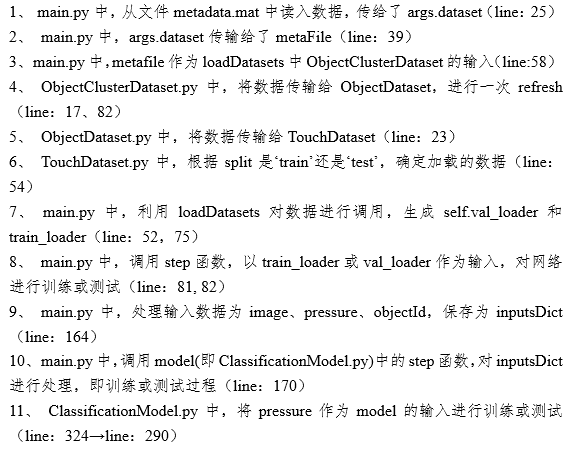 1、 main.py 中，从文件 metadata.mat 中读入数据，传给了 args.dataset（line：25）
2、 main.py 中，args.dataset 传输给了 metaFile（line：39）
3、main.py 中，metafile 作为 loadDatasets 中 ObjectClusterDataset 的输入（line:58）
4、 ObjectClusterDataset.py 中，将数据传输给 ObjectDataset，进行一次 refresh
（line：17、82）
5、 ObjectDataset.py 中，将数据传输给 TouchDataset（line：23）
6、 TouchDataset.py 中，根据 split 是‘train’还是‘test’，确定加载的数据（line：
54）
7、 main.py 中，利用 loadDatasets 对数据进行调用，生成 self.val_loader 和
train_loader（line：52，75）
8、 main.py 中，调用 step 函数，以 train_loader 或 val_loader 作为输入，对网络
进行训练或测试（line：81, 82）
9、 main.py 中，处理输入数据为 image、pressure、objectId，保存为 inputsDict
（line：164）
10、main.py 中，调用 model(即 ClassificationModel.py)中的 step 函数，对 inputsDict
进行处理，即训练或测试过程（line：170）
11、 ClassificationModel.py 中，将 pressure 作为 model 的输入进行训练或测试
（line：324→line：290）